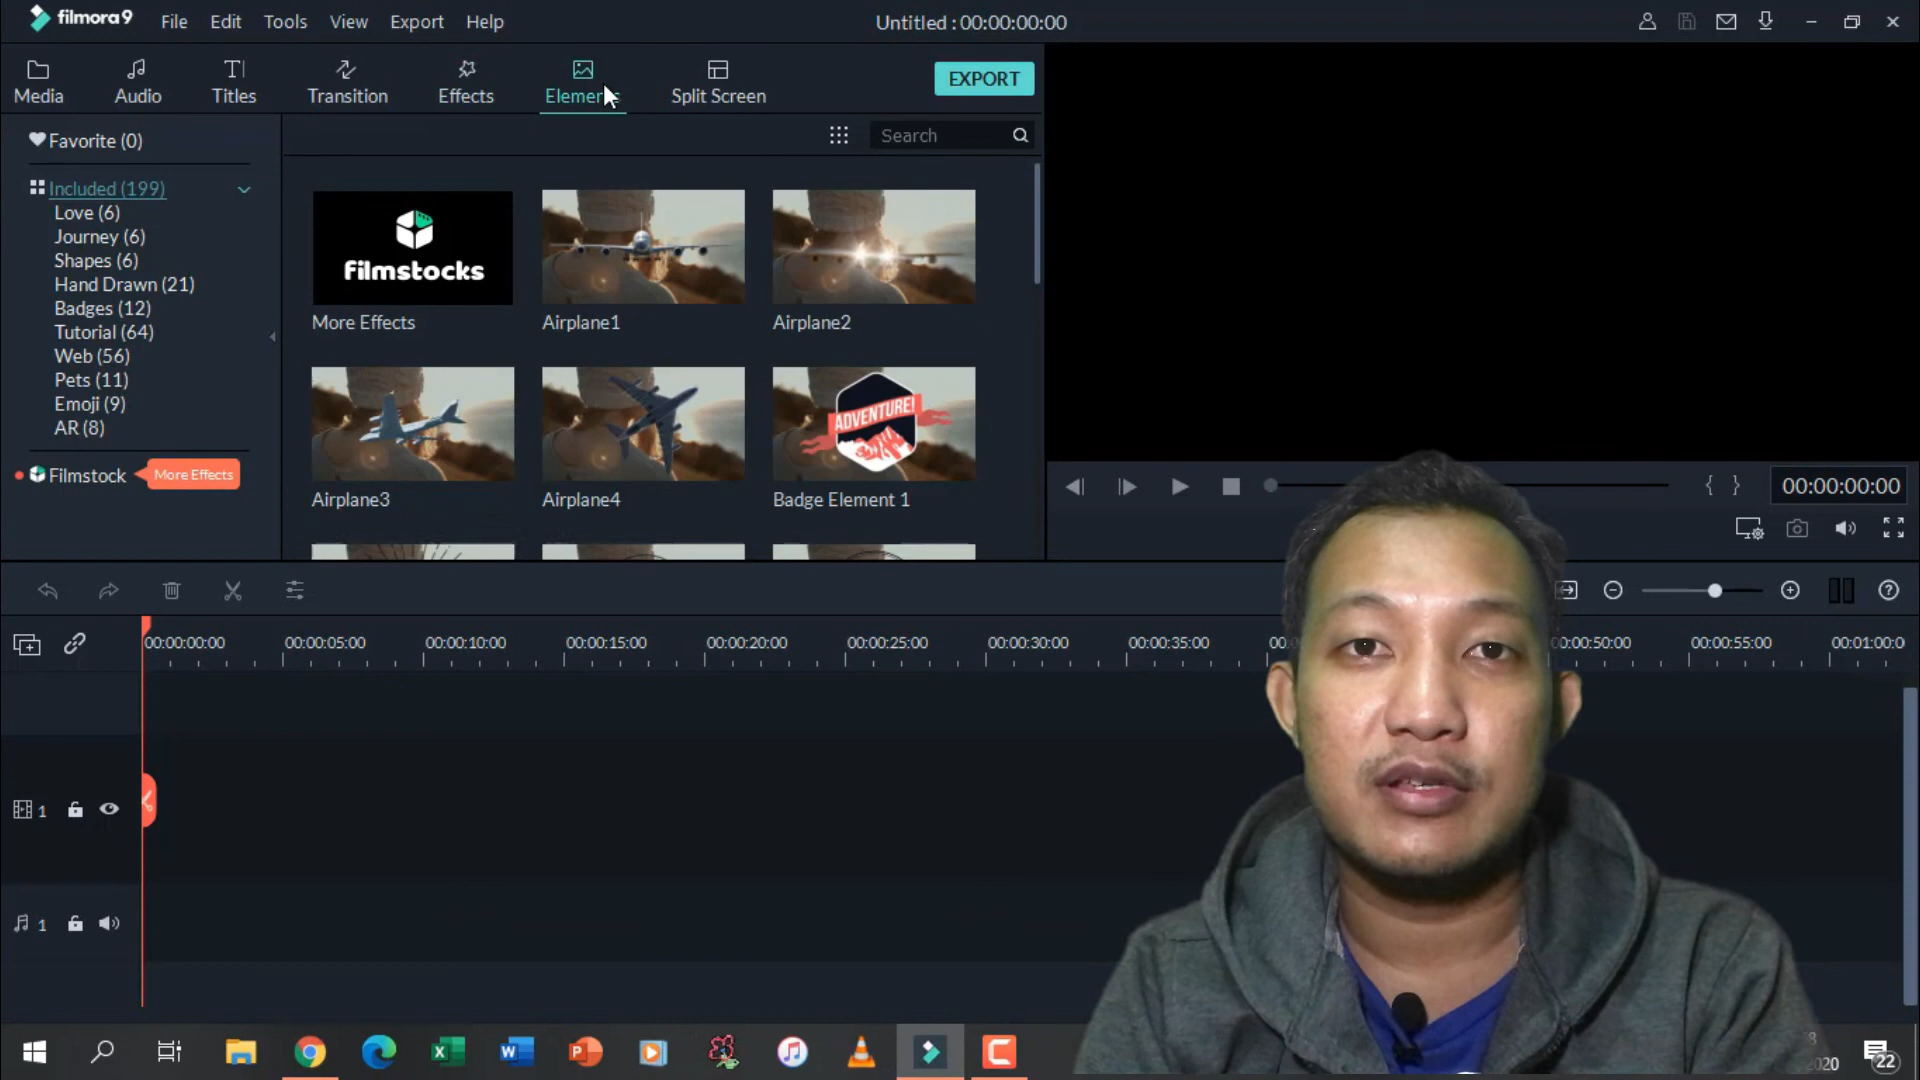 filmora9
File Edit Tools View Export Help
Untitled : 00:00:00:00
Media Audio Titles Transition Effects Split Screen
EXPORT
Favorite (0)
Search
Included (199)
Love (6)
Journey (6)
Shapes (6)
Hand Drawn (21)
Badges (12)
Tutorial (64)
Web (56)
Pets (11)
Emoji (9)
AR (8)
Filmstock More Effects
filmstocks
More Effects Airplane1 Airplane2
ADVENTURE!
Airplane3 Airplane4 Badge Element 1
{ } 00:00:00:00
00:00:00:00 00:00:05:00 00:00:10:00 00:00:15:00 00:00:20:00 00:00:25:00 00:00:30:00 00:00:35:00 00:00:50:00 00:00:55:00 00:01:00:0
1
1
22